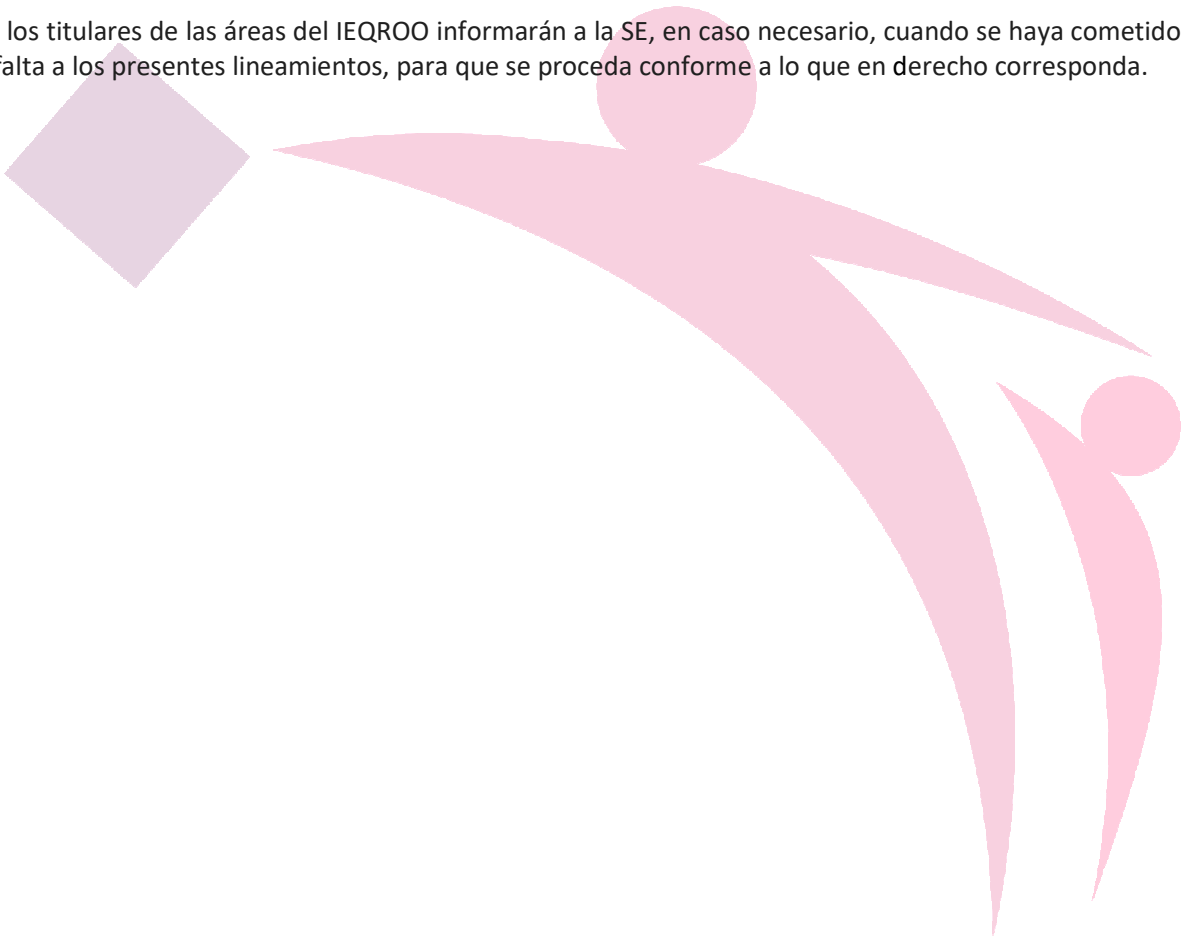 los titulares de las áreas del IEQROO informarán a la SE, en caso necesario, cuando se haya cometido
falta a los presentes lineamientos, para que se proceda conforme a lo que en derecho corresponda.